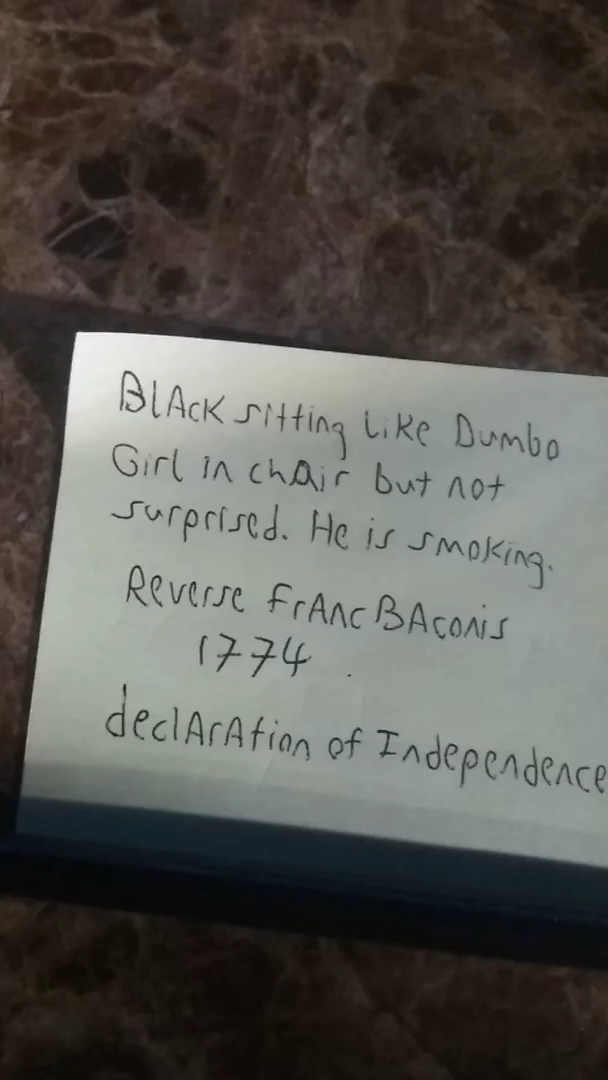 BlAcK sitting Like Dumbo
Girl in chair but not
surprised. He is smoking.
Reverse FrAnc BAconis
1774.
declArAtion of Independence